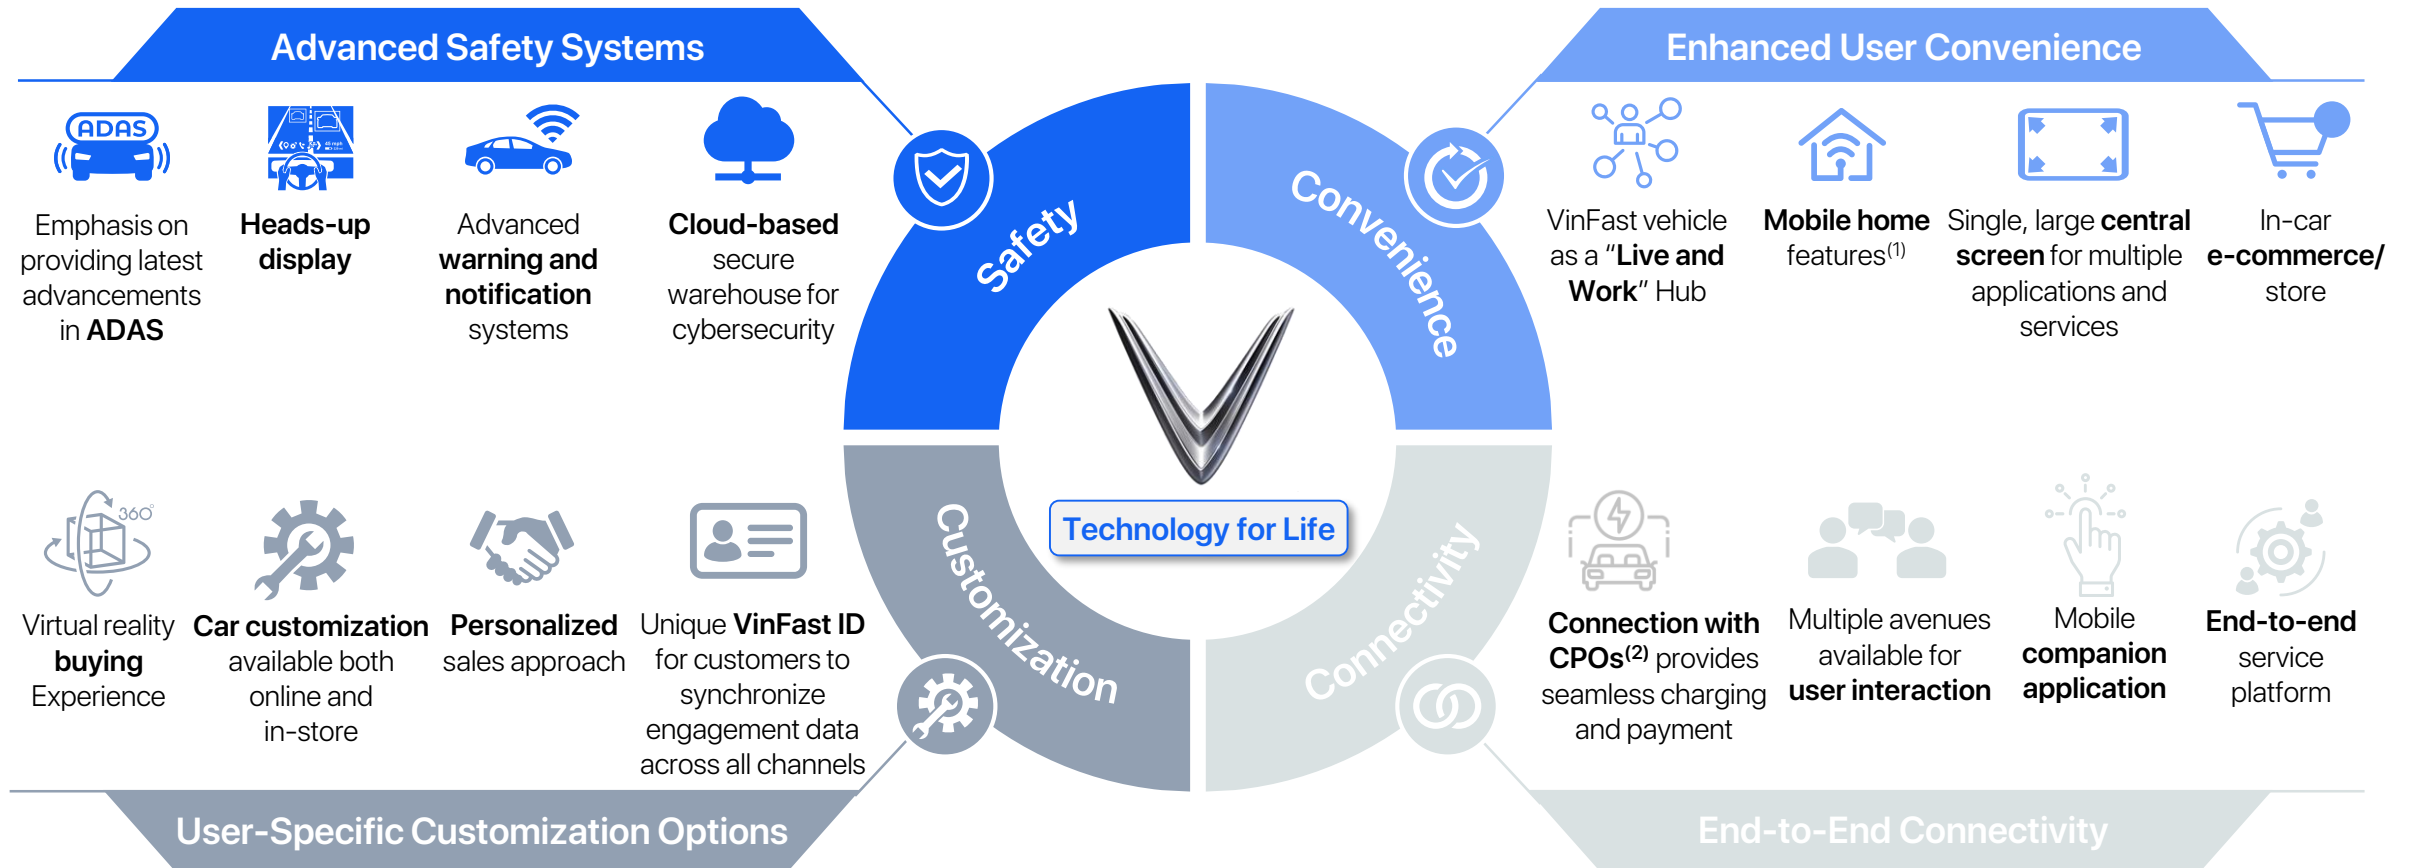 Advanced Safety Systems
ADAS
45 mph
Emphasis on
providing latest
advancements
in ADAS
Heads-up
display
Advanced
warning and
notification
systems
Cloud-based
secure
warehouse for
cybersecurity
Safety
Enhanced User Convenience
Convenience
VinFast vehicle
as a “Live and
Work” Hub
Mobile home
features(1)
Single, large central
screen for multiple
applications and
services
In-car
e-commerce/
store
Technology for Life
360°
Virtual reality
buying
Experience
Car customization
available both
online and
in-store
Personalized
sales approach
Unique VinFast ID
for customers to
synchronize
engagement data
across all channels
Customization
User-Specific Customization Options
Connectivity
Connection with
CPOs(2) provides
seamless charging
and payment
Multiple avenues
available for
user interaction
Mobile
companion
application
End-to-end
service
platform
End-to-End Connectivity